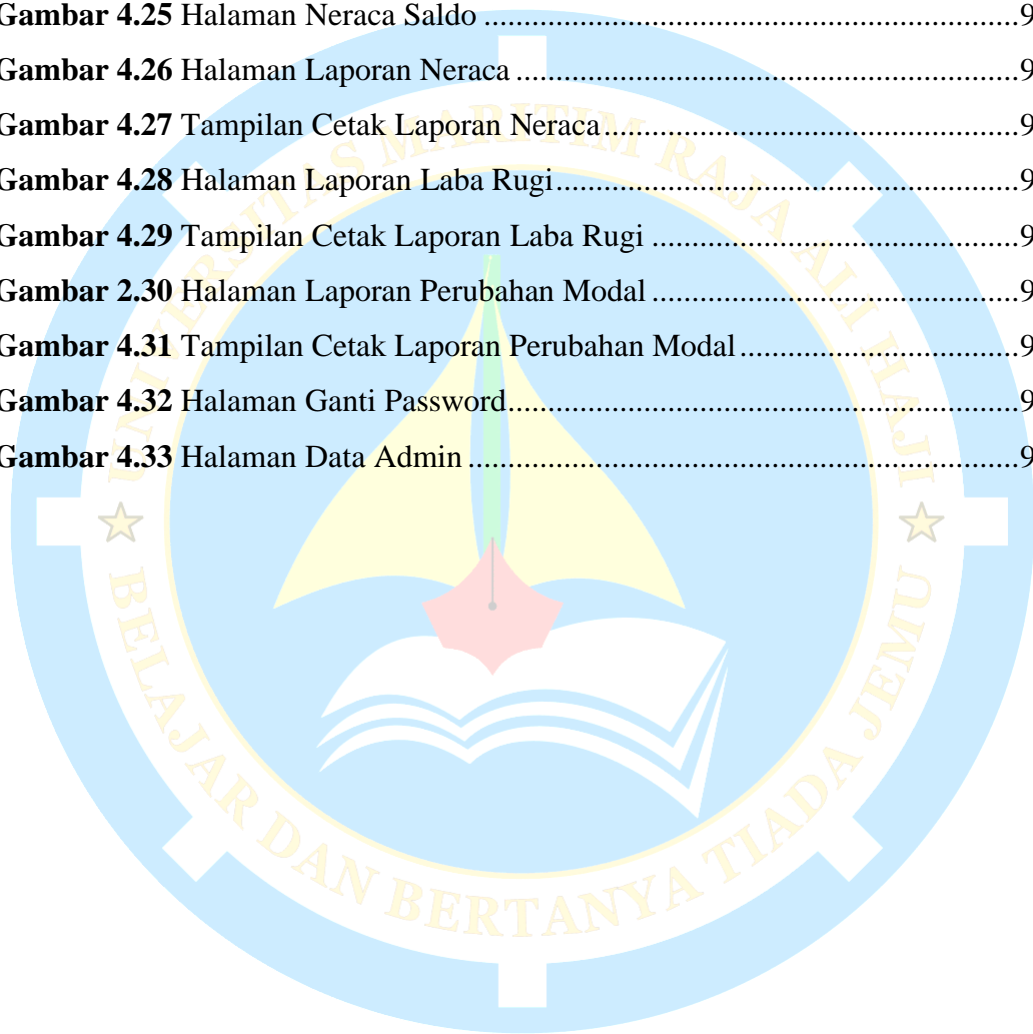 Gambar 4.25 Halaman Neraca Saldo ........................................................................ 9
Gambar 4.26 Halaman Laporan Neraca .................................................................... 9
Gambar 4.27 Tampilan Cetak Laporan Neraca ........................................................ 9
Gambar 4.28 Halaman Laporan Laba Rugi .............................................................. 9
Gambar 4.29 Tampilan Cetak Laporan Laba Rugi .................................................. 9
Gambar 2.30 Halaman Laporan Perubahan Modal .................................................. 9
Gambar 4.31 Tampilan Cetak Laporan Perubahan Modal ...................................... 9
Gambar 4.32 Halaman Ganti Password .................................................................... 9
Gambar 4.33 Halaman Data Admin .......................................................................... 9
UNIVERSITAS MARITIM RAJA ALI HAJI
BELAJAR DAN BERTANYA TIADA JEMU